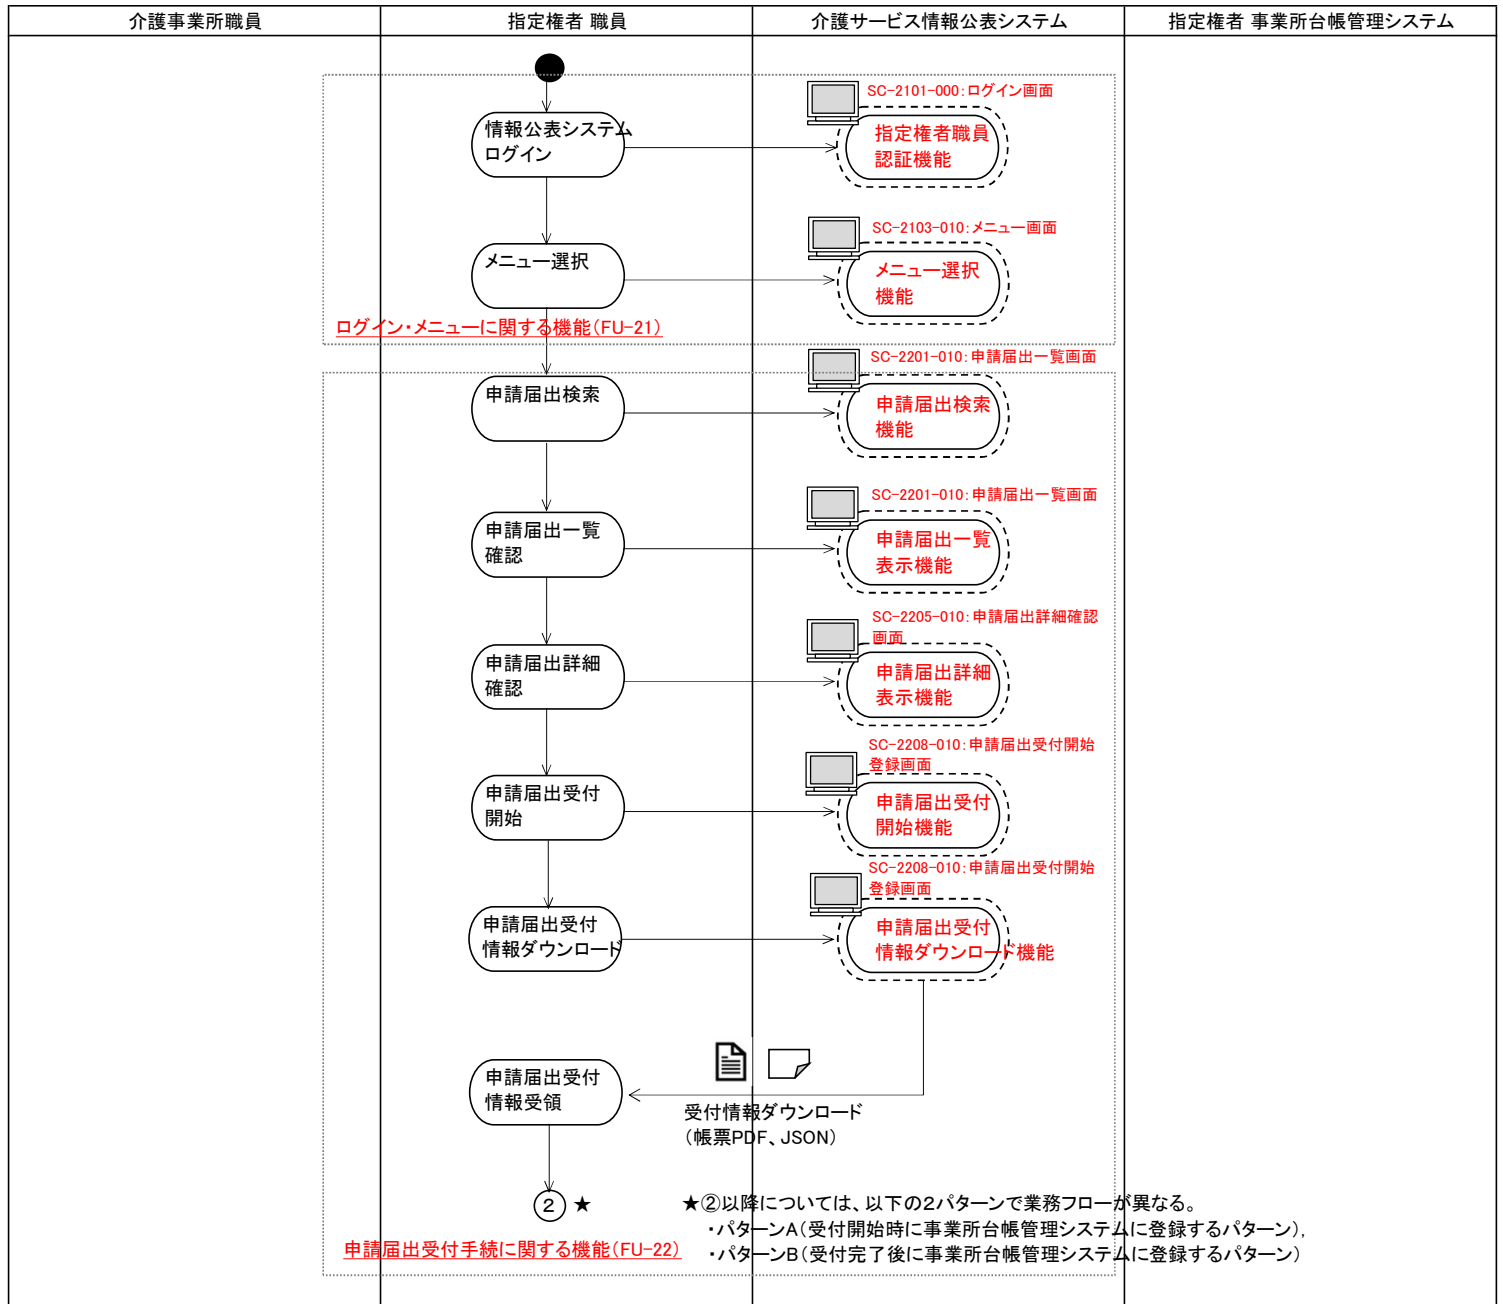 介護事業所職員
指定権者 職員
介護サービス情報公表システム
指定権者 事業所台帳管理システム
SC-2101-000:ログイン画面
情報公表システム
ログイン
指定権者職員
認証機能
SC-2103-010:メニュー画面
メニュー選択
メニュー選択
機能
ログイン・メニューに関する機能(FU-21)
SC-2201-010:申請届出一覧画面
申請届出検索
申請届出検索
機能
SC-2201-010:申請届出一覧画面
申請届出一覧
確認
申請届出一覧
表示機能
SC-2205-010:申請届出詳細確認
画面
申請届出詳細
確認
申請届出詳細
表示機能
SC-2208-010:申請届出受付開始
登録画面
申請届出受付
開始
申請届出受付
開始機能
SC-2208-010:申請届出受付開始
登録画面
申請届出受付
情報ダウンロード
申請届出受付
情報ダウンロード機能
申請届出受付
情報受領
受付情報ダウンロード
(帳票PDF、JSON)
2 ★
★②以降については、以下の2パターンで業務フローが異なる。
・パターンA(受付開始時に事業所台帳管理システムに登録するパターン),
・パターンB(受付完了後に事業所台帳管理システムに登録するパターン)
申請届出受付手続に関する機能(FU-22)